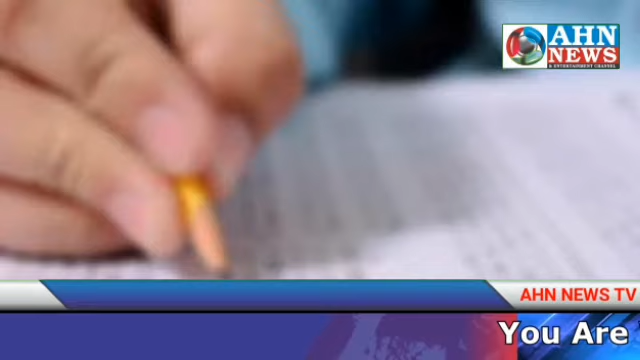 AHN
NEWS
& ENTERTAINMENT CHANNEL
AHN NEWS TV
You Are